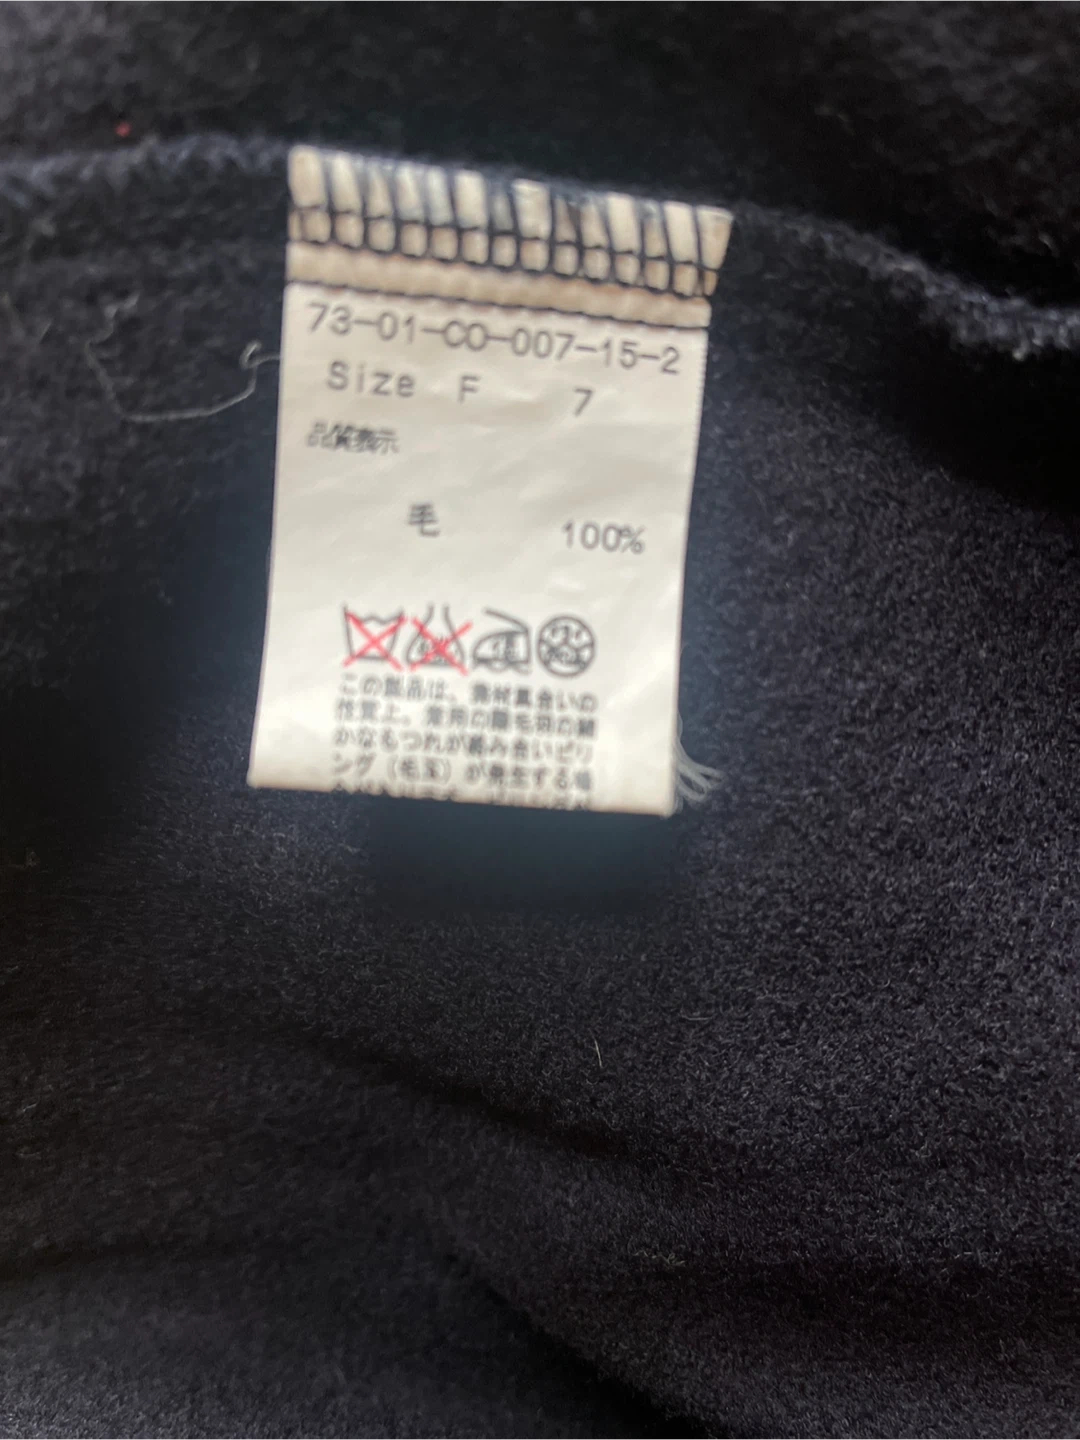 73-01-CO-007-15-2
Size F 7
品質表示
毛 100%
この製品は、素材風合いの
性質上、着用の際毛羽の細
かなもつれが絡み合いピリ
ング（毛玉）が発生する場